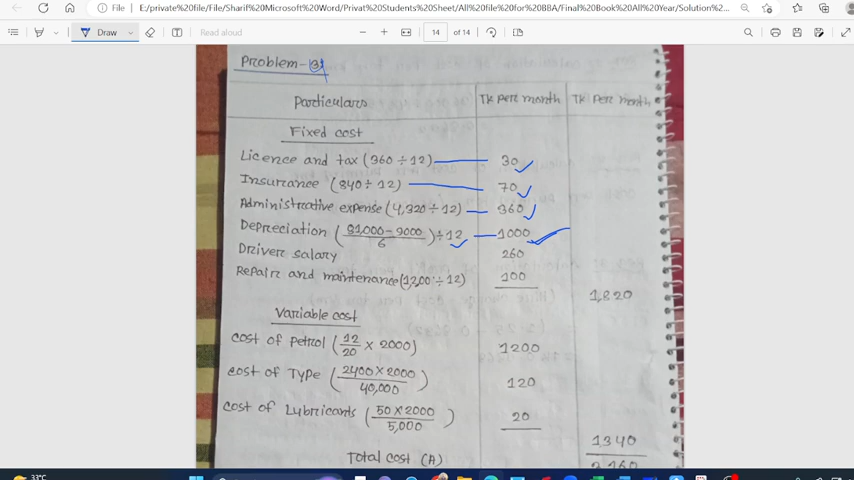 File
E:/private%20file/File/Sharif%20Microsoft%20Word/Privat%20Students%20Sheet/All%20file%20for%20BBA/Final%20Book%20All%20Year/Solution%...
Draw
14 of 14
Read aloud
Problem-3
Particulars Tk per month Tk per month
Fixed cost
Licence and tax (360 ÷ 12) 30
Insurance (840 ÷ 12) 70
Administrative expense (4,320 ÷ 12) 360
Depreciation (81,000 - 9000 / 6) ÷ 12 1000
Driver salary 260
Repair and maintenance (1200 ÷ 12) 100
1,820
Variable cost
Cost of Petrol (12/20 × 2000) 1200
Cost of Type (2400 × 2000 / 40,000) 120
Cost of Lubricants (50 × 2000 / 5,000) 20
1340
Total cost (A)
33°C